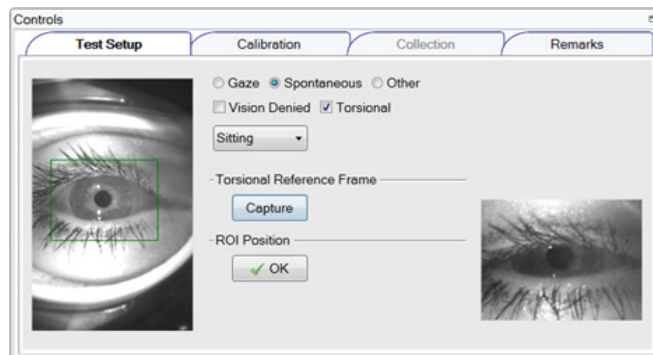 Controls
Test Setup Calibration Collection Remarks
Gaze Spontaneous Other
Vision Denied Torsional
Sitting
Torsional Reference Frame
Capture
ROI Position
OK